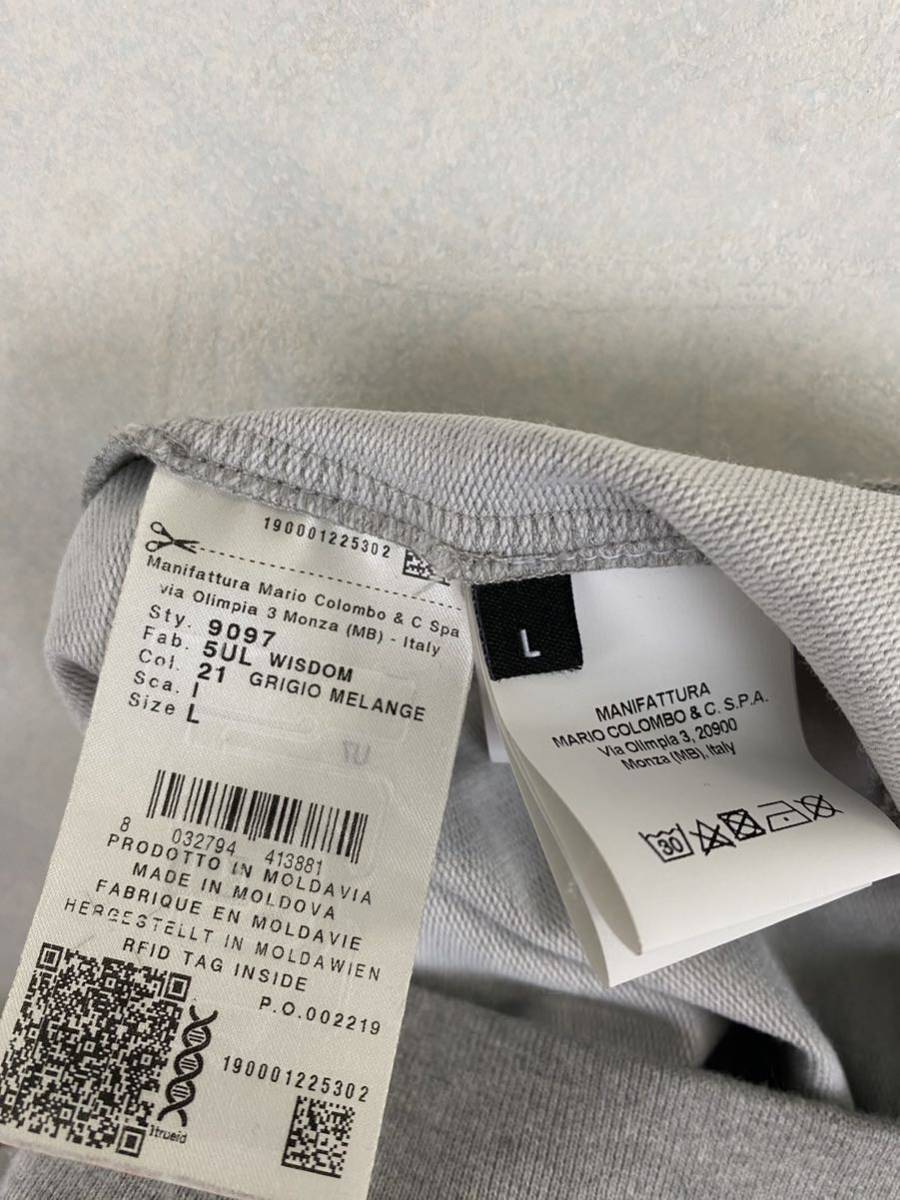 190001225302
Manifattura Mario Colombo & C Spa
via Olimpia 3 Monza (MB) - Italy
Sty. 9097
Fab. 5UL WISDOM
Col. 21 GRIGIO MELANGE
Sca. I
Size L
U7
8 032794 413881
PRODOTTO IN MOLDAVIA
MADE IN MOLDOVA
FABRIQUE EN MOLDAVIE
HERGESTELLT IN MOLDAWIEN
RFID TAG INSIDE
P.O.002219
190001225302
1trueid
L
MANIFATTURA
MARIO COLOMBO & C. S.P.A.
Via Olimpia 3, 20900
Monza (MB), Italy
30